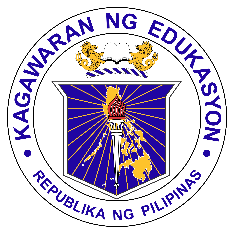 KAGAWARAN NG EDUKASYON
REPUBLIKA NG PILIPINAS